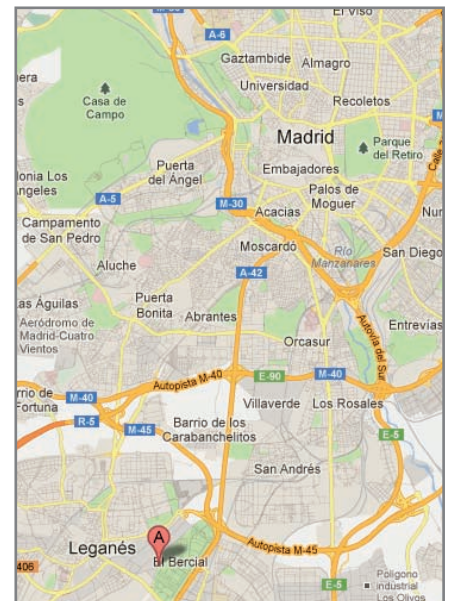 El Viso
A-6
Gaztambide
Almagro
Universidad
Casa de
Campo
Recoletos
Madrid
Parque
del Retiro
Puerta
del Ángel
Embajadores
A-5
Palos de
Moguer
M-30
Acacias
Campamento
de San Pedro
Moscardó
Río
Manzanares
San Diego
Aluche
A-42
Puerta
Bonita
Abrantes
Aeródromo de
Madrid-Cuatro
Vientos
Autovía del Sur
Entrevías
Orcasur
Autopista M-40
E-90
M-40
M-40
Villaverde
Los Rosales
R-5
M-45
Barrio de los
Carabanchelitos
E-5
San Andrés
A
Leganés
El Bercial
Autopista M-45
406
E-5
Polígono
industrial
Los Olivos